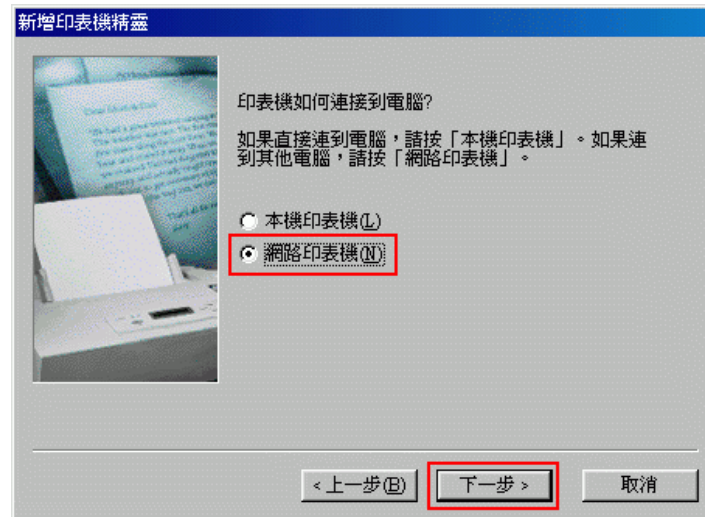 新增印表機精靈
印表機如何連接到電腦?
如果直接連到電腦，請按「本機印表機」。如果連
到其他電腦，請按「網路印表機」。
本機印表機(L)
網路印表機(N)
<上一步(B)
下一步 >
取消